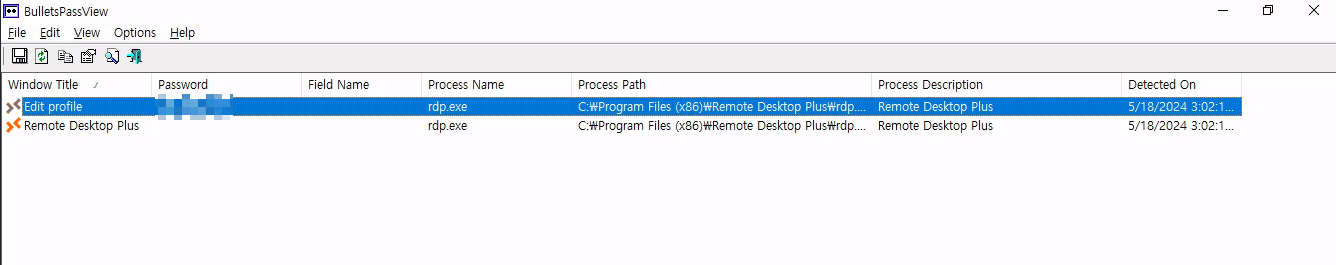 BulletsPassView
File Edit View Options Help
Window Title Password Field Name Process Name Process Path Process Description Detected On
Edit profile rdp.exe C:₩Program Files (x86)₩Remote Desktop Plus₩rdp.... Remote Desktop Plus 5/18/2024 3:02:1...
Remote Desktop Plus rdp.exe C:₩Program Files (x86)₩Remote Desktop Plus₩rdp.... Remote Desktop Plus 5/18/2024 3:02:1...